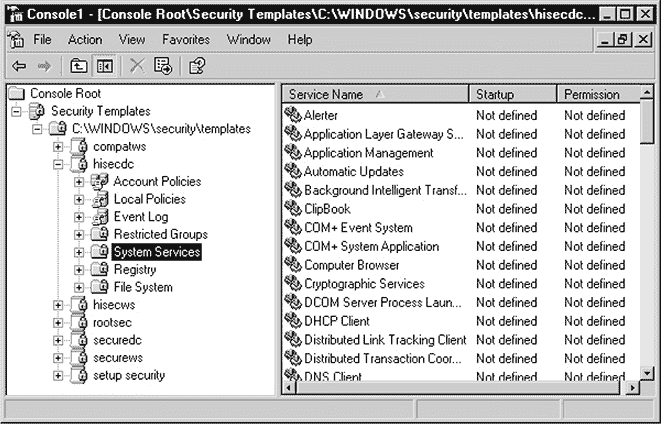 Console1 - [Console Root\Security Templates\C:\WINDOWS\security\templates\hisecdc...
File Action View Favorites Window Help
Console Root
Security Templates
C:\WINDOWS\security\templates
compatws
hisecdc
Account Policies
Local Policies
Event Log
Restricted Groups
System Services
Registry
File System
hisecws
rootsec
securedc
securews
setup security
Service Name Startup Permission
Alerter Not defined Not defined
Application Layer Gateway S... Not defined Not defined
Application Management Not defined Not defined
Automatic Updates Not defined Not defined
Background Intelligent Transf... Not defined Not defined
ClipBook Not defined Not defined
COM+ Event System Not defined Not defined
COM+ System Application Not defined Not defined
Computer Browser Not defined Not defined
Cryptographic Services Not defined Not defined
DCOM Server Process Laun... Not defined Not defined
DHCP Client Not defined Not defined
Distributed Link Tracking Client Not defined Not defined
Distributed Transaction Coor... Not defined Not defined
DNS Client Not defined Not defined